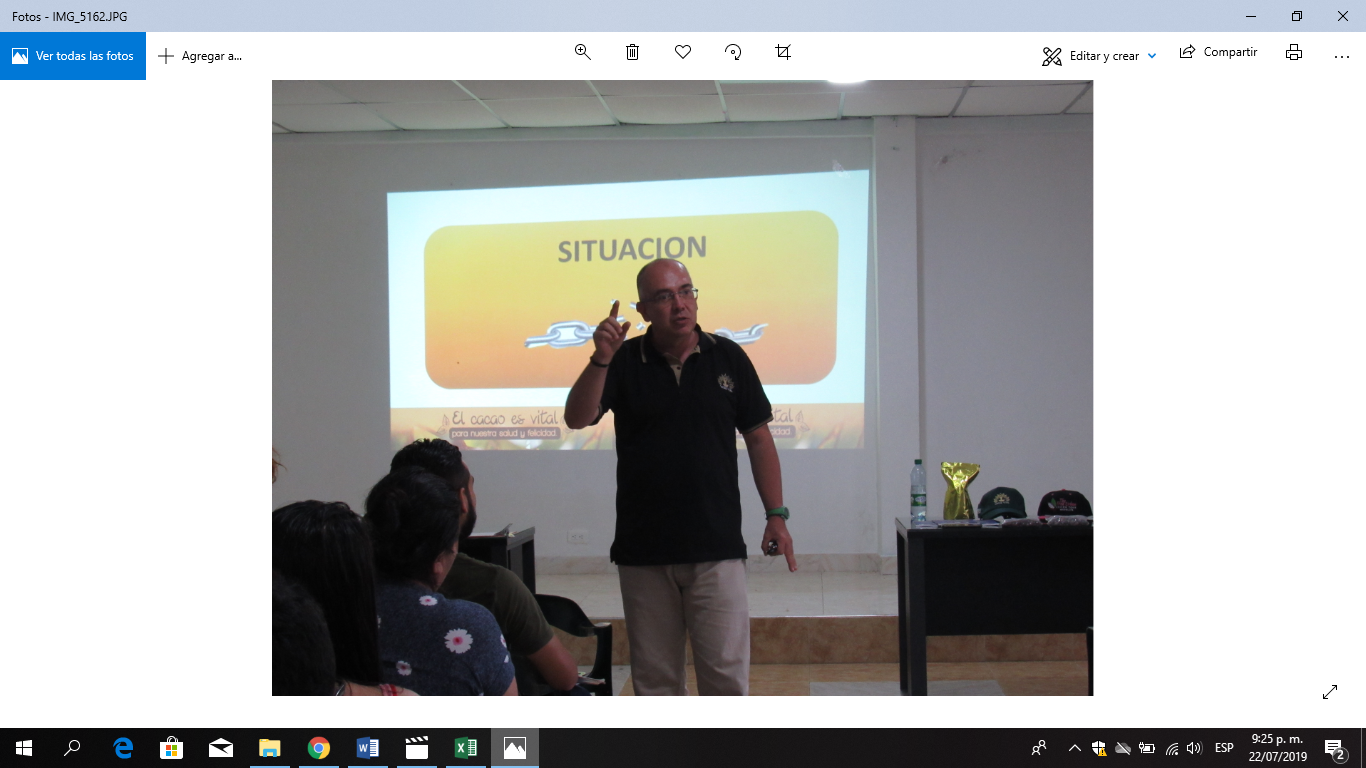 Fotos - IMG_5162.JPG
Ver todas las fotos
Agregar a...
Editar y crear
Compartir
SITUACION
El cacao es vital
para nuestra salud y felicidad
9:25 p. m.
ESP
22/07/2019
2